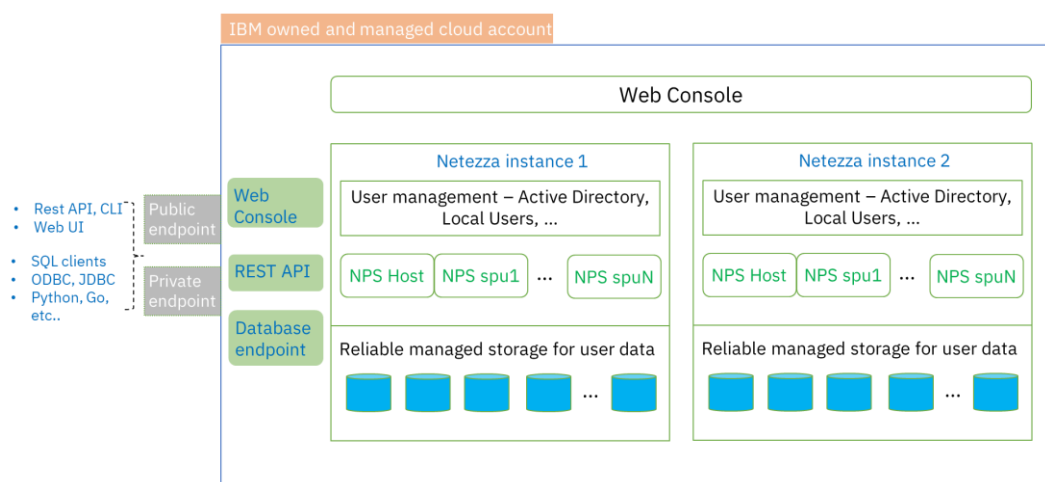 IBM owned and managed cloud account
Web Console
• Rest API, CLI
• Web UI
• SQL clients
• ODBC, JDBC
• Python, Go,
etc..
Public
endpoint
Private
endpoint
Web
Console
REST API
Database
endpoint
Netezza instance 1
User management – Active Directory,
Local Users, ...
NPS Host NPS spu1 ... NPS spuN
Reliable managed storage for user data
...
Netezza instance 2
User management – Active Directory,
Local Users, ...
NPS Host NPS spu1 ... NPS spuN
Reliable managed storage for user data
...